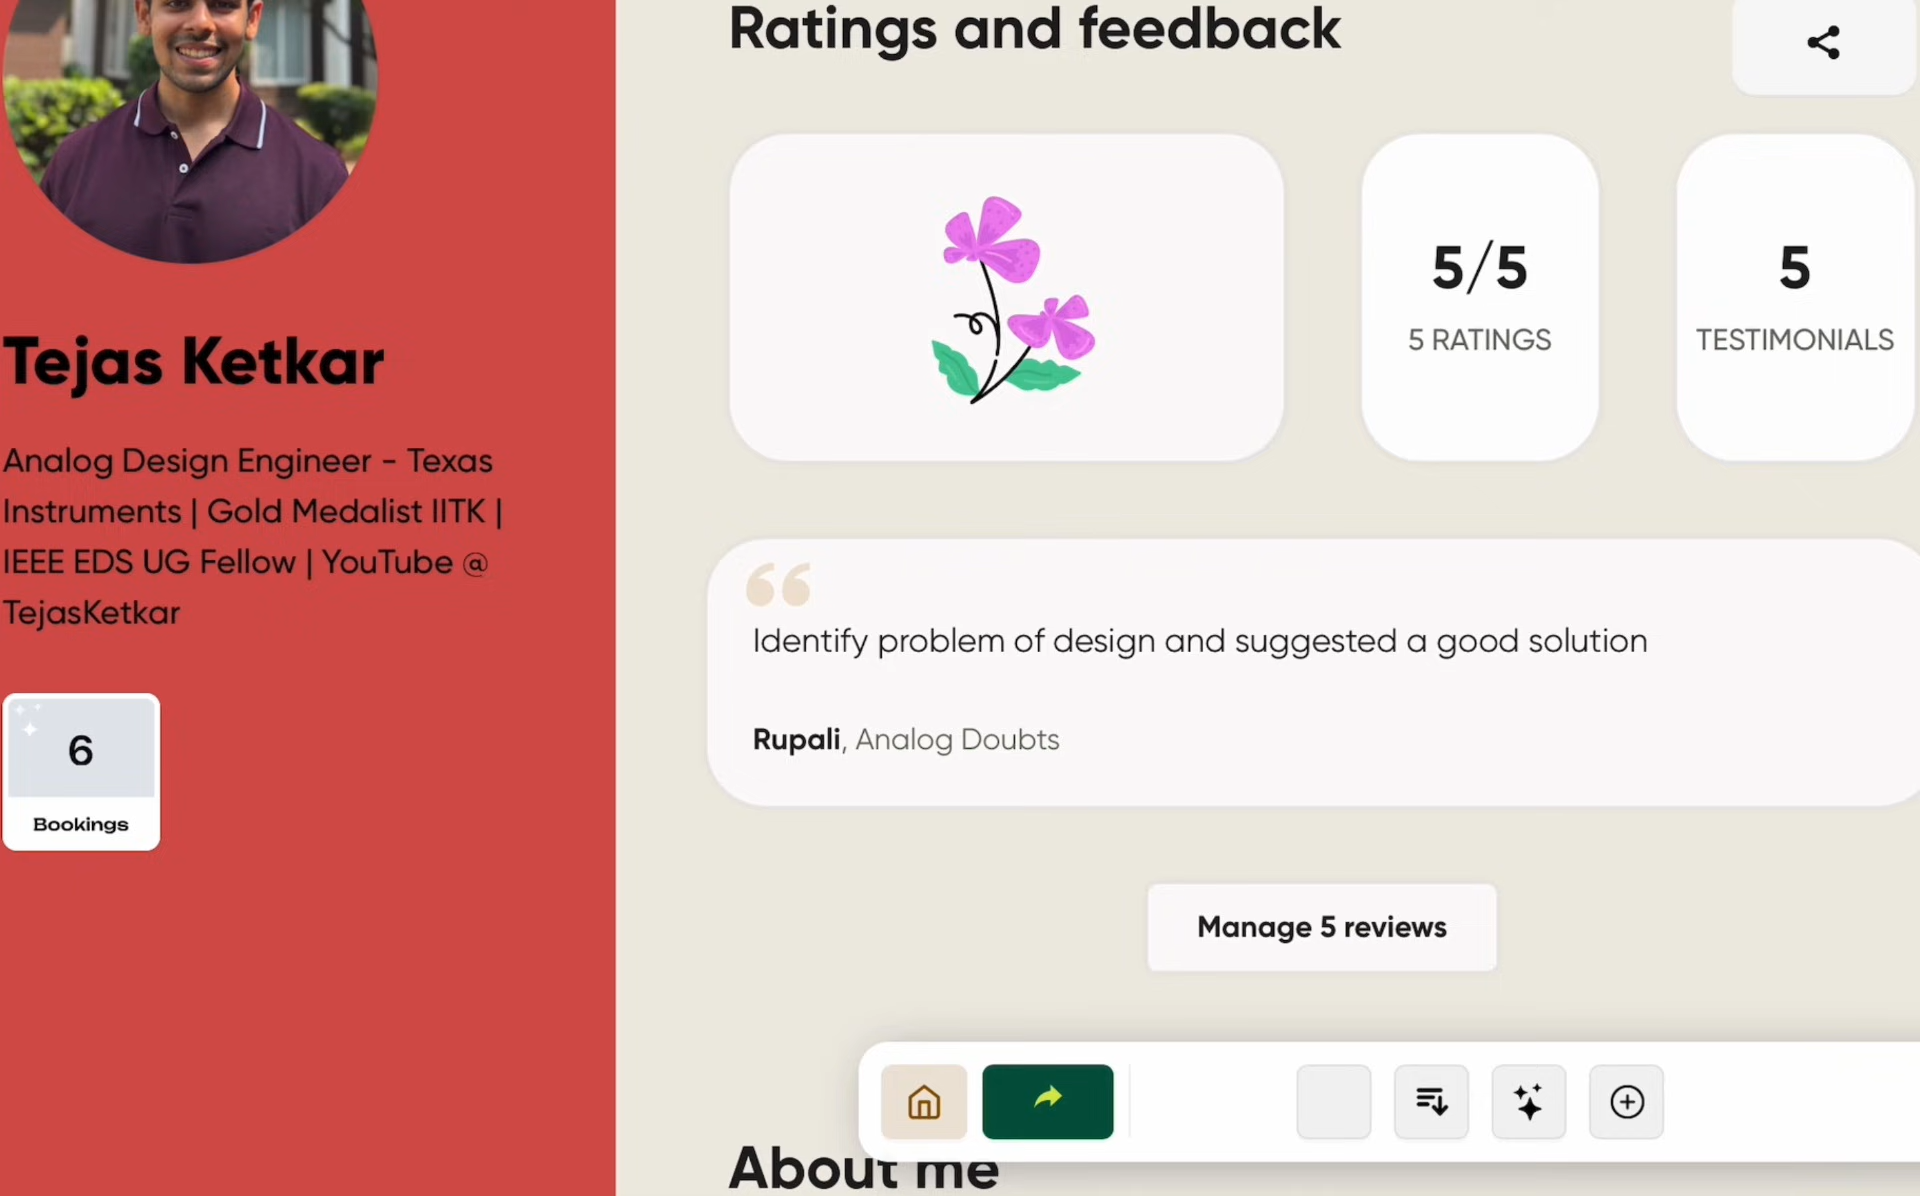 Ratings and feedback
Tejas Ketkar
Analog Design Engineer - Texas
Instruments | Gold Medalist IITK |
IEEE EDS UG Fellow | YouTube @
TejasKetkar
6
Bookings
5/5
5 RATINGS
5
TESTIMONIALS
“
Identify problem of design and suggested a good solution
Rupali, Analog Doubts
Manage 5 reviews
About me